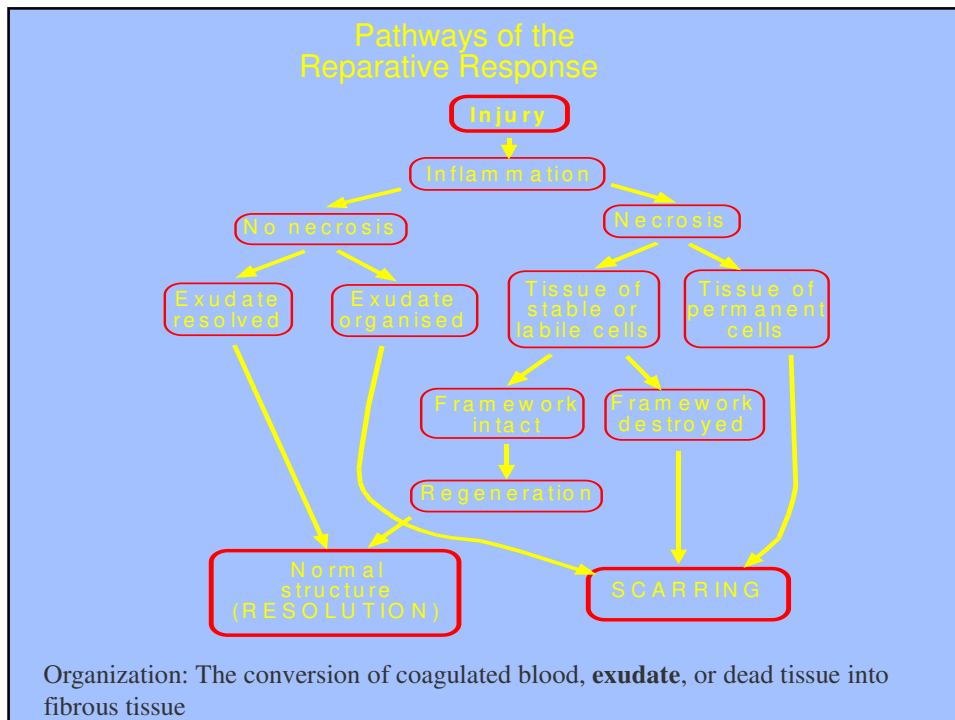 Pathways of the
Reparative Response
Injury
Inflammation
No necrosis
Necrosis
Exudate
resolved
Exudate
organised
Tissue of
stable or
labile cells
Tissue of
permanent
cells
Framework
intact
Framework
destroyed
Regeneration
Normal
structure
(RESOLUTION)
SCARRING
Organization: The conversion of coagulated blood, exudate, or dead tissue into
fibrous tissue